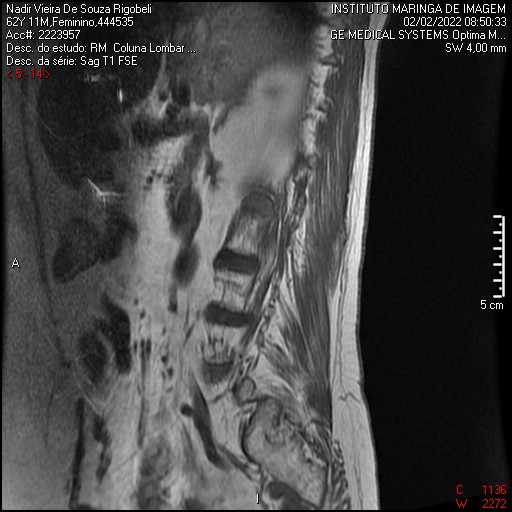 Nadir Vieira De Souza Rigobeli
62Y 11M,Feminino,444535
Acc#: 2223957
Desc. do estudo: RM Coluna Lombar ...
Desc. da série: Sag T1 FSE
< 5 - 14 >
INSTITUTO MARINGA DE IMAGEM
02/02/2022 08:50:33
GE MEDICAL SYSTEMS Optima M...
SW 4,00 mm
A
5 cm
I
C 1136
W 2272